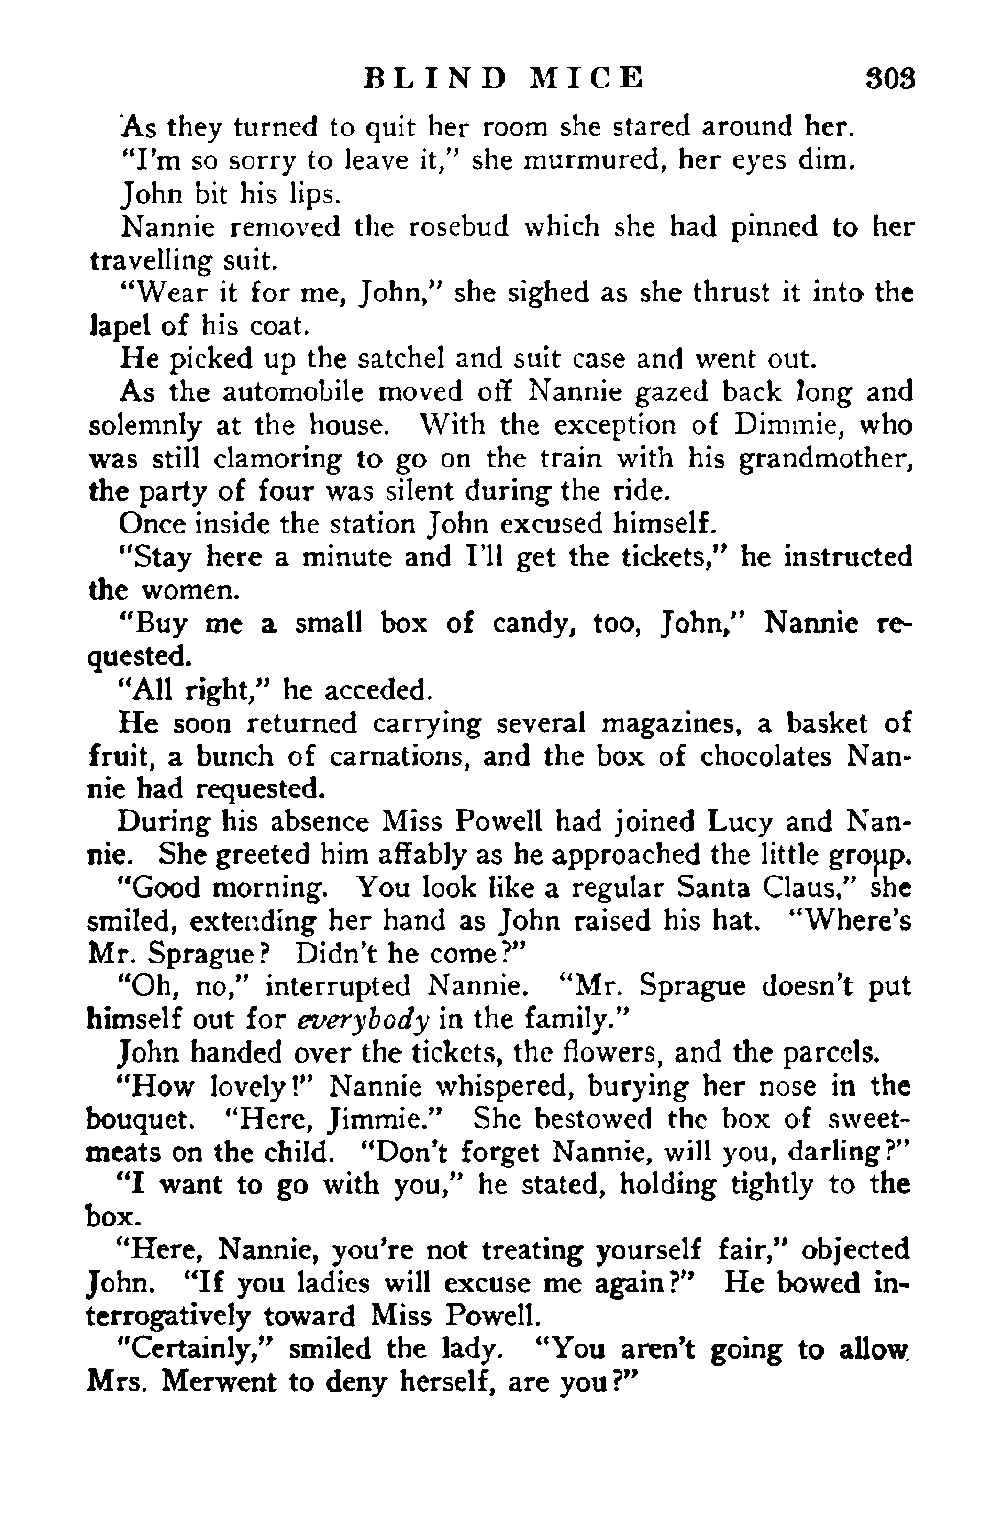 BLIND MICE 303
As they turned to quit her room she stared around her.
“I’m so sorry to leave it,” she murmured, her eyes dim.
John bit his lips.
Nannie removed the rosebud which she had pinned to her
travelling suit.
“Wear it for me, John,” she sighed as she thrust it into the
lapel of his coat.
He picked up the satchel and suit case and went out.
As the automobile moved off Nannie gazed back long and
solemnly at the house. With the exception of Dimmie, who
was still clamoring to go on the train with his grandmother,
the party of four was silent during the ride.
Once inside the station John excused himself.
“Stay here a minute and I’ll get the tickets,” he instructed
the women.
“Buy me a small box of candy, too, John,” Nannie re-
quested.
“All right,” he acceded.
He soon returned carrying several magazines, a basket of
fruit, a bunch of carnations, and the box of chocolates Nan-
nie had requested.
During his absence Miss Powell had joined Lucy and Nan-
nie. She greeted him affably as he approached the little group.
“Good morning. You look like a regular Santa Claus,” she
smiled, extending her hand as John raised his hat. “Where’s
Mr. Sprague? Didn’t he come?”
“Oh, no,” interrupted Nannie. “Mr. Sprague doesn’t put
himself out for everybody in the family.”
John handed over the tickets, the flowers, and the parcels.
“How lovely!” Nannie whispered, burying her nose in the
bouquet. “Here, Jimmie.” She bestowed the box of sweet-
meats on the child. “Don’t forget Nannie, will you, darling?”
“I want to go with you,” he stated, holding tightly to the
box.
“Here, Nannie, you’re not treating yourself fair,” objected
John. “If you ladies will excuse me again?” He bowed in-
terrogatively toward Miss Powell.
“Certainly,” smiled the lady. “You aren’t going to allow
Mrs. Merwent to deny herself, are you?”